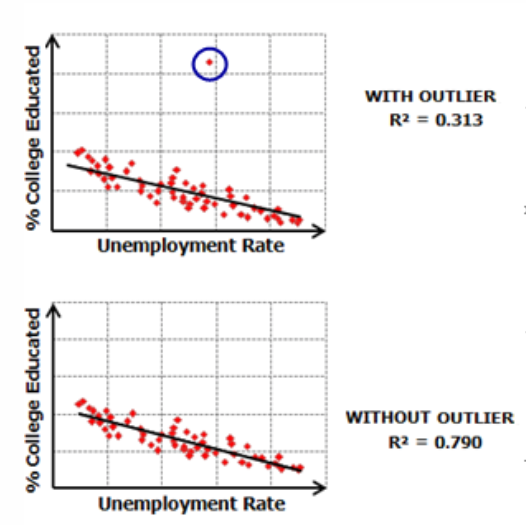 % College Educated
Unemployment Rate
WITH OUTLIER
R² = 0.313
% College Educated
Unemployment Rate
WITHOUT OUTLIER
R² = 0.790